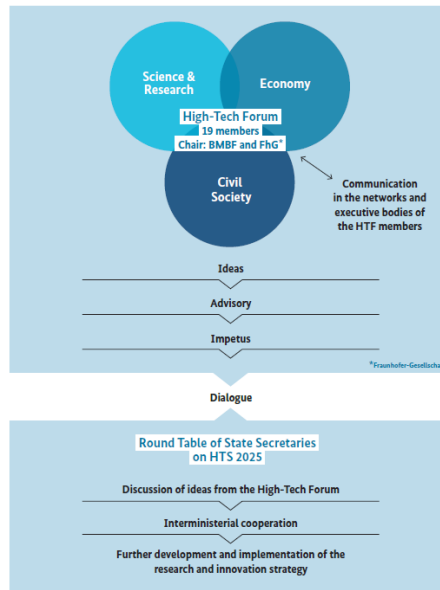 Science &
Research
Economy
High-Tech Forum
19 members
Chair: BMBF and FhG*
Civil
Society
Communication
in the networks and
executive bodies of
the HTF members
Ideas
Advisory
Impetus
Dialogue
Round Table of State Secretaries
on HTS 2025
Discussion of ideas from the High-Tech Forum
Interministerial cooperation
Further development and implementation of the
research and innovation strategy